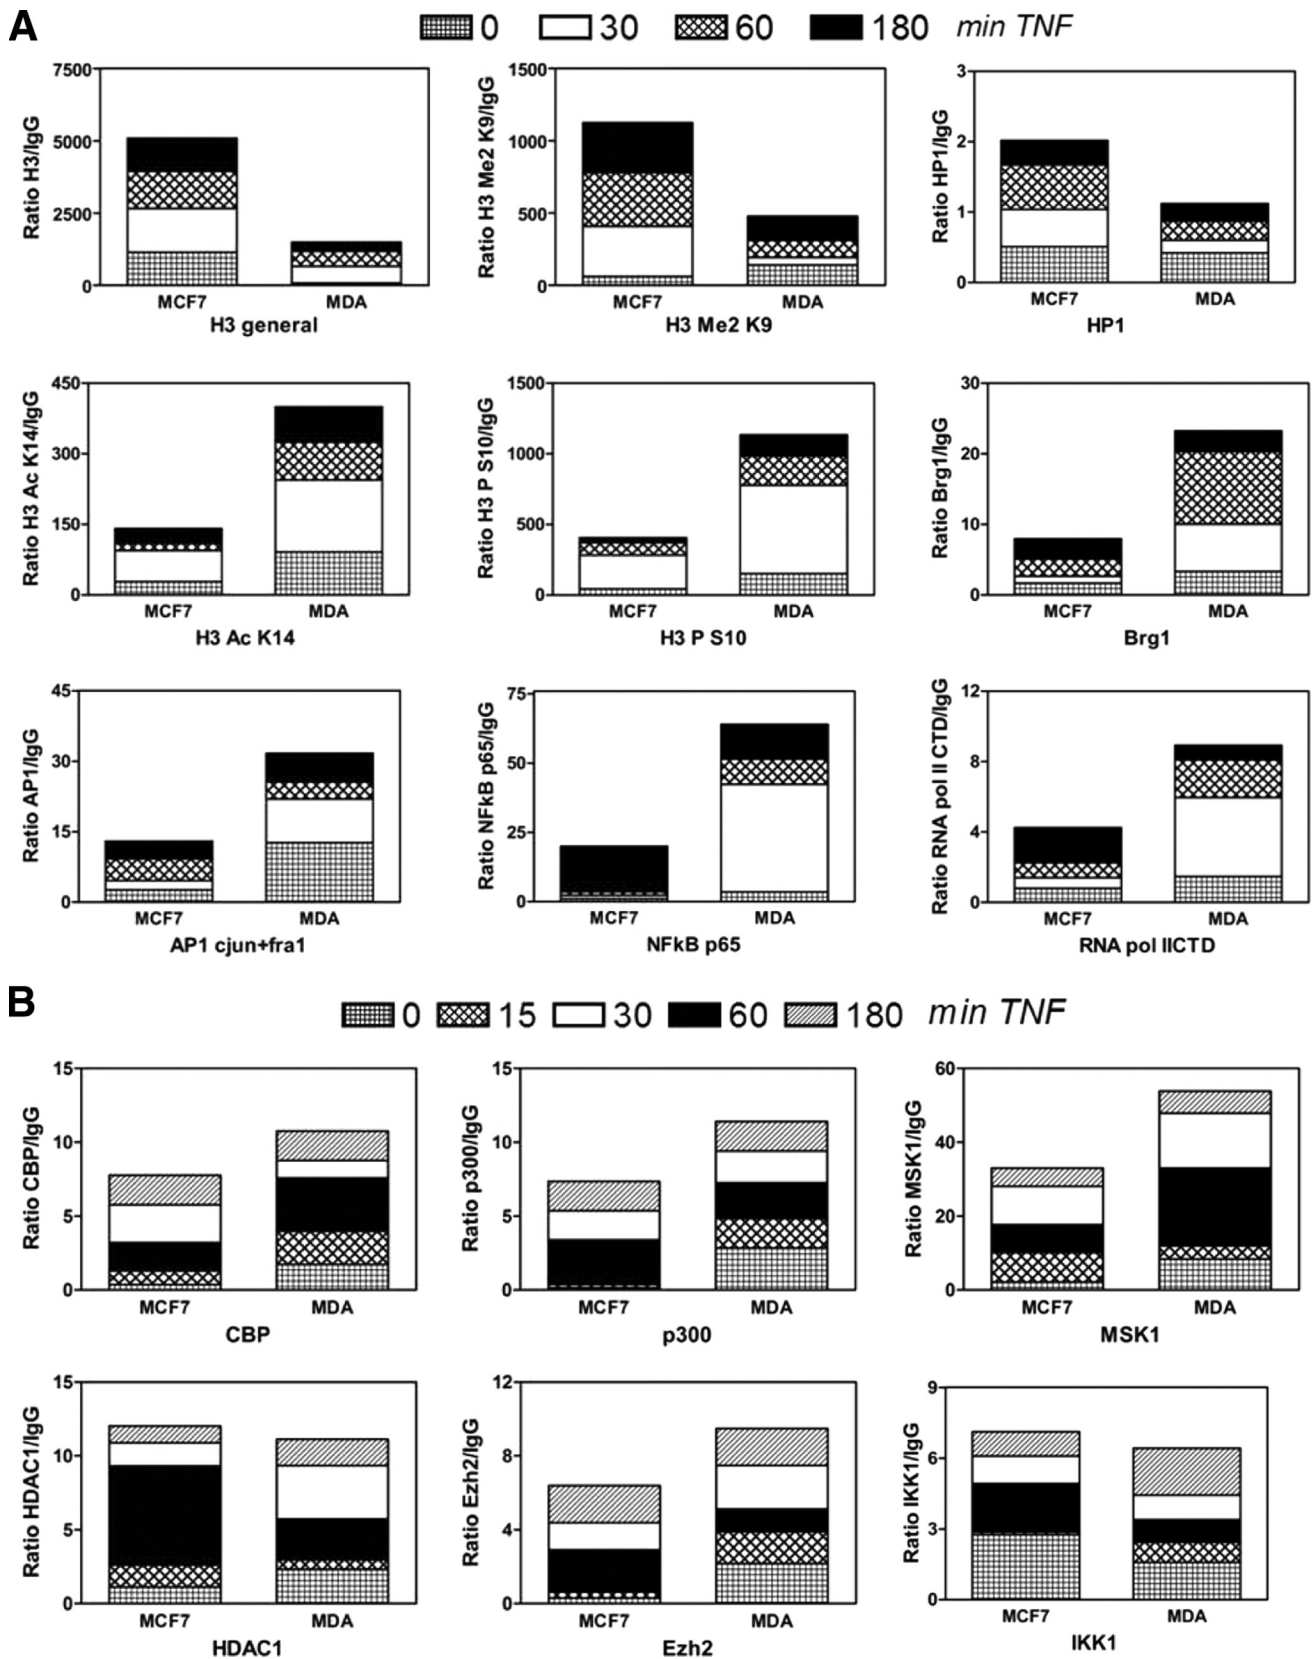 A
0 30 60 180 min TNF
7500
5000
2500
0
Ratio H3/IgG
MCF7 MDA
H3 general
1500
1000
500
0
Ratio H3 Me2 K9/IgG
MCF7 MDA
H3 Me2 K9
3
2
1
0
Ratio HP1/IgG
MCF7 MDA
HP1
450
300
150
0
Ratio H3 Ac K14/IgG
MCF7 MDA
H3 Ac K14
1500
1000
500
0
Ratio H3 P S10/IgG
MCF7 MDA
H3 P S10
30
20
10
0
Ratio Brg1/IgG
MCF7 MDA
Brg1
45
30
15
0
Ratio AP1/IgG
MCF7 MDA
AP1 cjun+fra1
75
50
25
0
Ratio NFkB p65/IgG
MCF7 MDA
NFkB p65
12
8
4
0
Ratio RNA pol II CTD/IgG
MCF7 MDA
RNA pol IICTD
B
0 15 30 60 180 min TNF
15
10
5
0
Ratio CBP/IgG
MCF7 MDA
CBP
15
10
5
0
Ratio p300/IgG
MCF7 MDA
p300
60
40
20
0
Ratio MSK1/IgG
MCF7 MDA
MSK1
15
10
5
0
Ratio HDAC1/IgG
MCF7 MDA
HDAC1
12
8
4
0
Ratio Ezh2/IgG
MCF7 MDA
Ezh2
9
6
3
0
Ratio IKK1/IgG
MCF7 MDA
IKK1